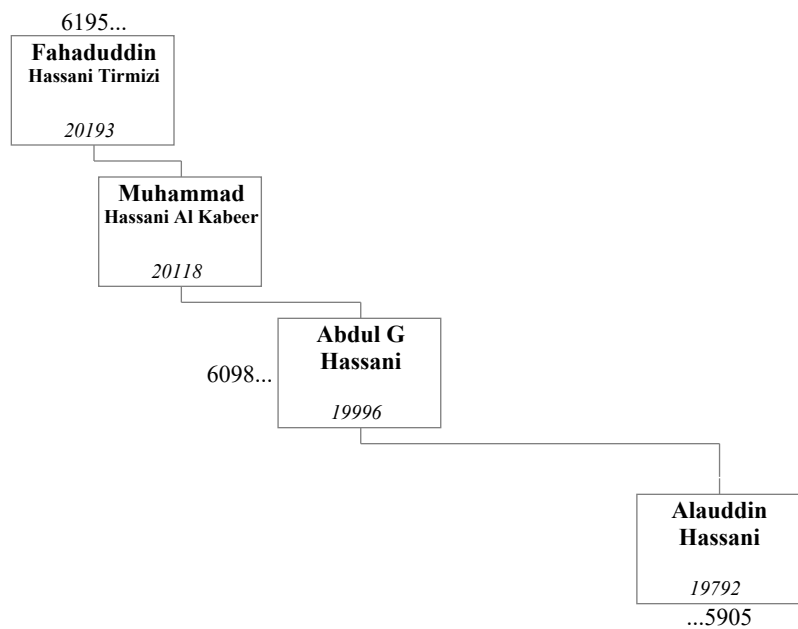 6195...
Fahaduddin
Hassani Tirmizi
20193
Muhammad
Hassani Al Kabeer
20118
Abdul G
Hassani
6098...
19996
Alauddin
Hassani
19792
...5905